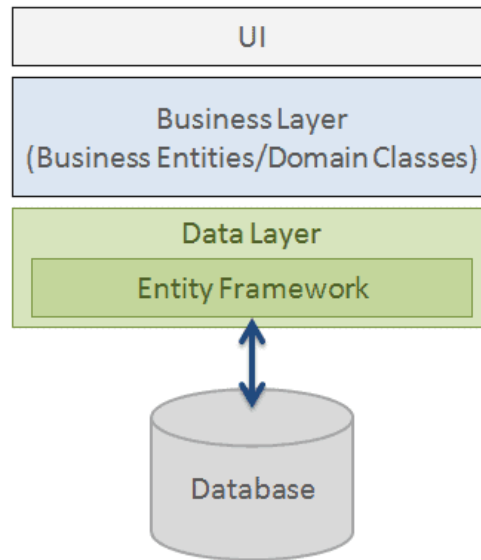 UI
Business Layer
(Business Entities/Domain Classes)
Data Layer
Entity Framework
Database